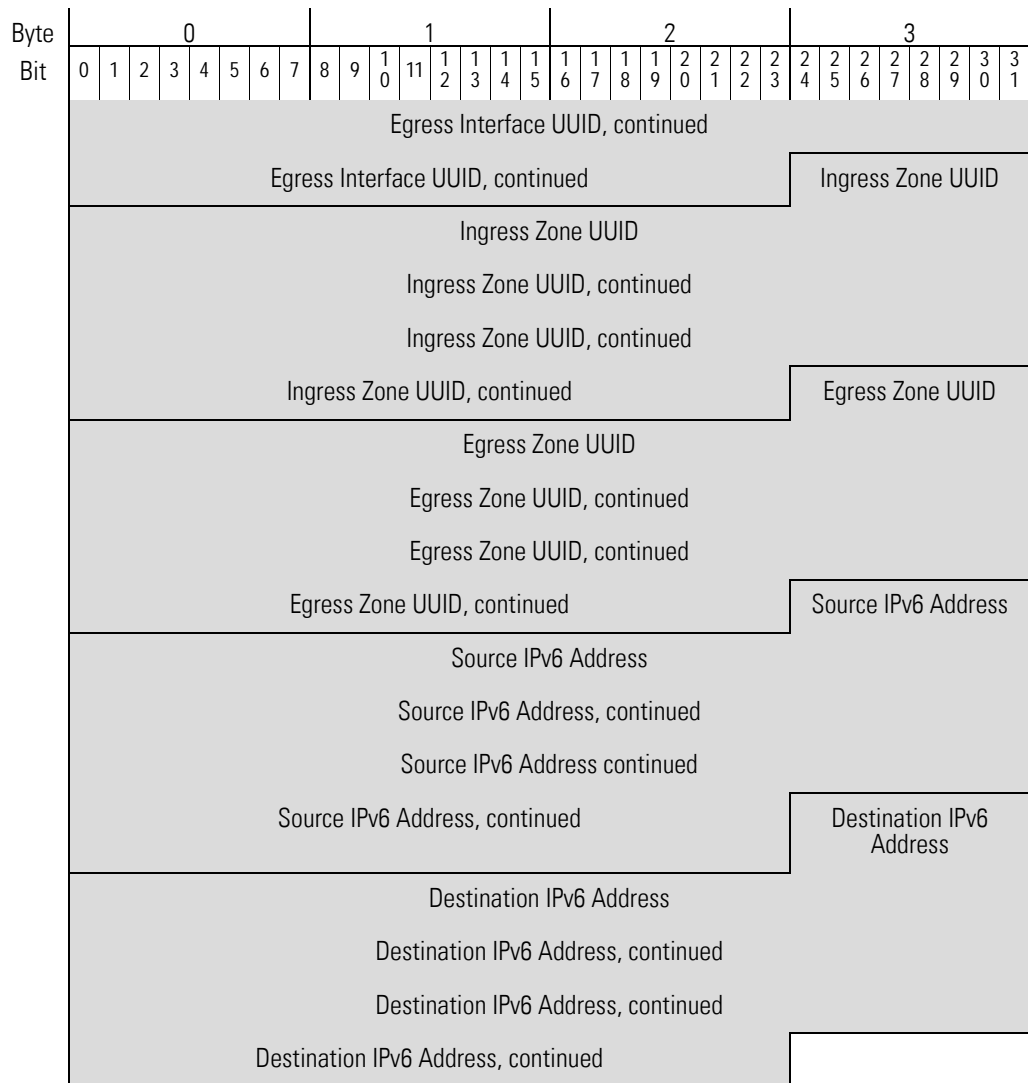 Byte 0 1 2 3
Bit 0 1 2 3 4 5 6 7 8 9 10 11 12 13 14 15 16 17 18 19 20 21 22 23 24 25 26 27 28 29 30 31
Egress Interface UUID, continued
Egress Interface UUID, continued Ingress Zone UUID
Ingress Zone UUID
Ingress Zone UUID, continued
Ingress Zone UUID, continued
Ingress Zone UUID, continued Egress Zone UUID
Egress Zone UUID
Egress Zone UUID, continued
Egress Zone UUID, continued
Egress Zone UUID, continued Source IPv6 Address
Source IPv6 Address
Source IPv6 Address, continued
Source IPv6 Address continued
Source IPv6 Address, continued Destination IPv6
Address
Destination IPv6 Address
Destination IPv6 Address, continued
Destination IPv6 Address, continued
Destination IPv6 Address, continued